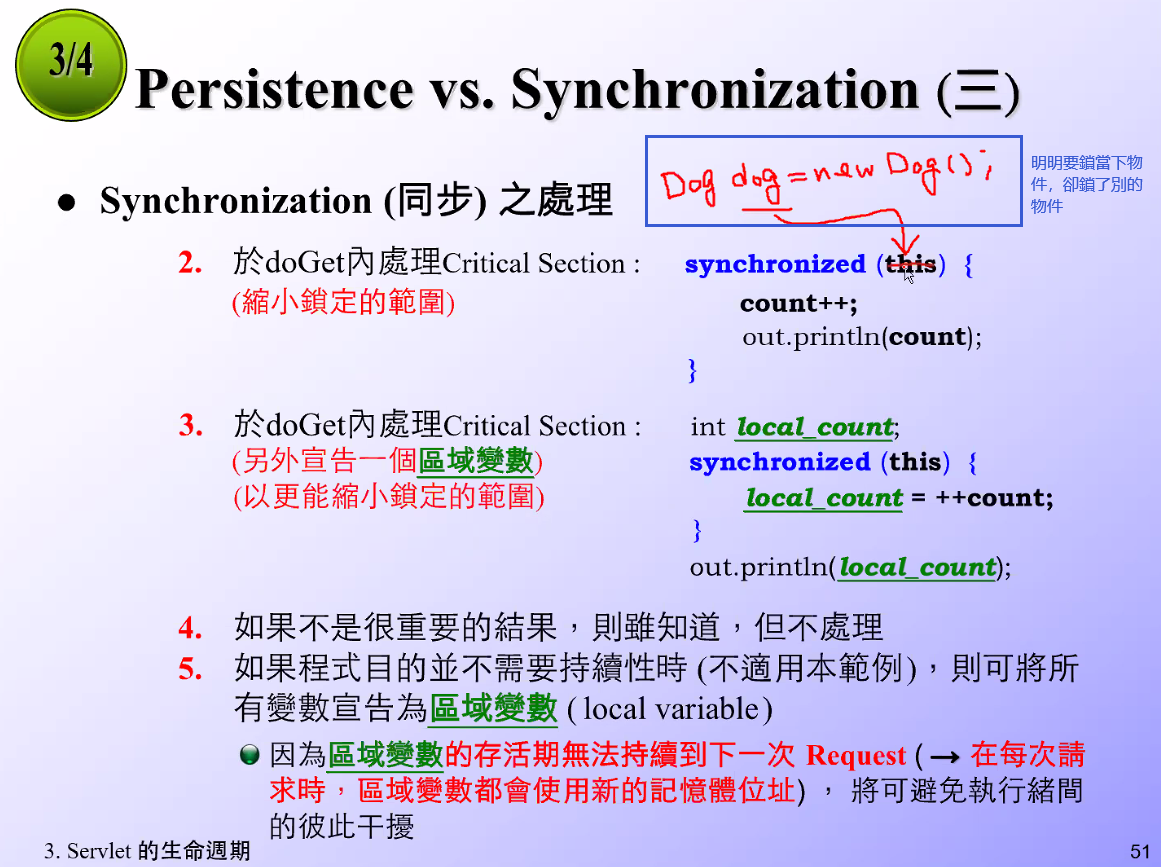 3/4
Persistence vs. Synchronization (三)
Dog dog = new Dog();
明明要鎖當下物
件，卻鎖了別的
物件
● Synchronization (同步) 之處理
2. 於doGet內處理Critical Section :
(縮小鎖定的範圍)
synchronized (this) {
count++;
out.println(count);
}
3. 於doGet內處理Critical Section :
(另外宣告一個區域變數)
(以更能縮小鎖定的範圍)
int local_count;
synchronized (this) {
local_count = ++count;
}
out.println(local_count);
4. 如果不是很重要的結果，則雖知道，但不處理
5. 如果程式目的並不需要持續性時 (不適用本範例)，則可將所
有變數宣告為區域變數 ( local variable )
因為區域變數的存活期無法持續到下一次 Request ( → 在每次請
求時，區域變數都會使用新的記憶體位址) ， 將可避免執行緒間
的彼此干擾
3. Servlet 的生命週期
51